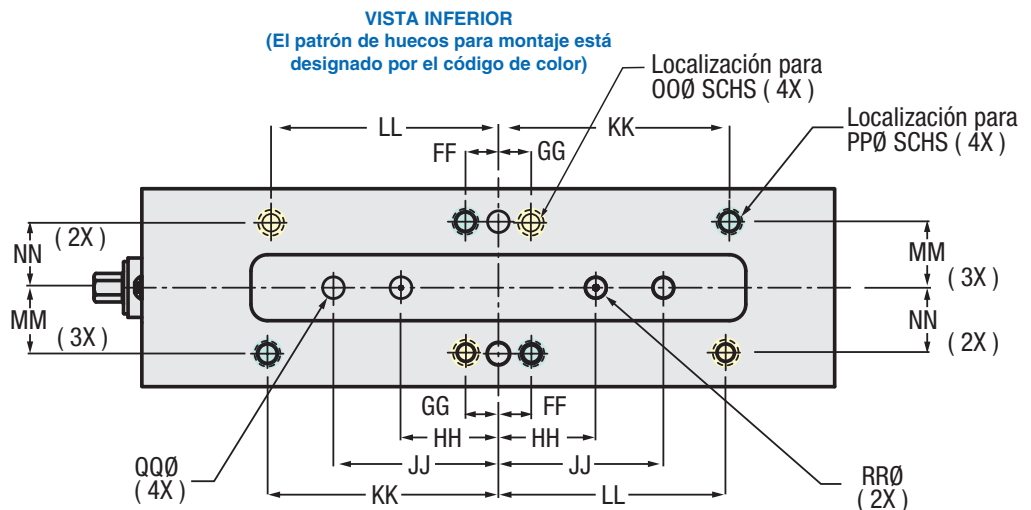 VISTA INFERIOR
(El patrón de huecos para montaje está
designado por el código de color)
Localización para
OOØ SCHS ( 4X )
Localización para
PPØ SCHS ( 4X )
LL
KK
FF
GG
NN
( 2X )
MM
( 3X )
MM
( 3X )
NN
( 2X )
GG
FF
HH
HH
JJ
JJ
KK
LL
QQØ
( 4X )
RRØ
( 2X )